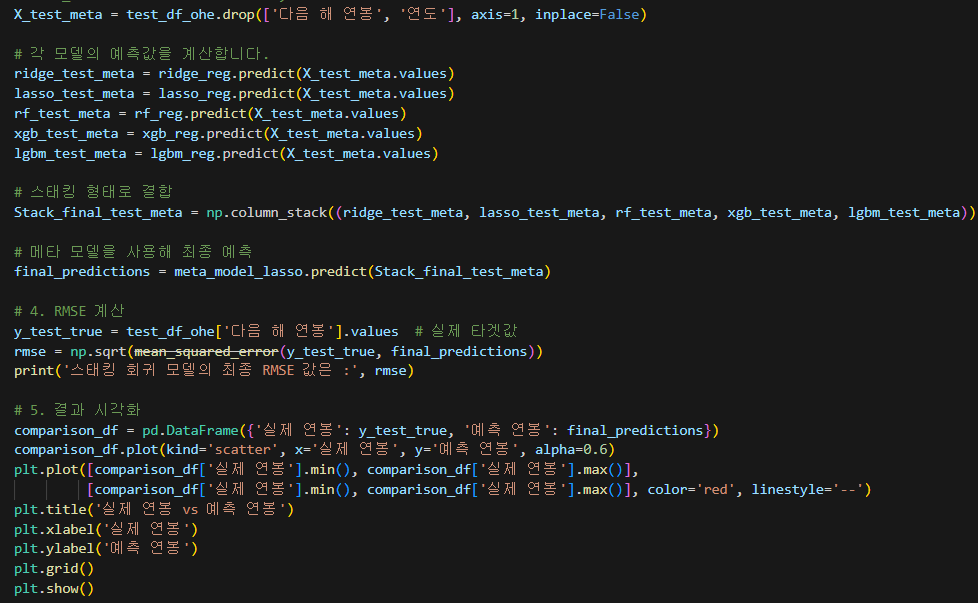 X_test_meta = test_df_ohe.drop(['다음 해 연봉', '연도'], axis=1, inplace=False)
# 각 모델의 예측값을 계산합니다.
ridge_test_meta = ridge_reg.predict(X_test_meta.values)
lasso_test_meta = lasso_reg.predict(X_test_meta.values)
rf_test_meta = rf_reg.predict(X_test_meta.values)
xgb_test_meta = xgb_reg.predict(X_test_meta.values)
lgbm_test_meta = lgbm_reg.predict(X_test_meta.values)
# 스태킹 형태로 결합
Stack_final_test_meta = np.column_stack((ridge_test_meta, lasso_test_meta, rf_test_meta, xgb_test_meta, lgbm_test_meta))
# 메타 모델을 사용해 최종 예측
final_predictions = meta_model_lasso.predict(Stack_final_test_meta)
# 4. RMSE 계산
y_test_true = test_df_ohe['다음 해 연봉'].values  # 실제 타겟값
rmse = np.sqrt(mean_squared_error(y_test_true, final_predictions))
print('스태킹 회귀 모델의 최종 RMSE 값은 :', rmse)
# 5. 결과 시각화
comparison_df = pd.DataFrame({'실제 연봉': y_test_true, '예측 연봉': final_predictions})
comparison_df.plot(kind='scatter', x='실제 연봉', y='예측 연봉', alpha=0.6)
plt.plot([comparison_df['실제 연봉'].min(), comparison_df['실제 연봉'].max()],
[comparison_df['실제 연봉'].min(), comparison_df['실제 연봉'].max()], color='red', linestyle='--')
plt.title('실제 연봉 vs 예측 연봉')
plt.xlabel('실제 연봉')
plt.ylabel('예측 연봉')
plt.grid()
plt.show()